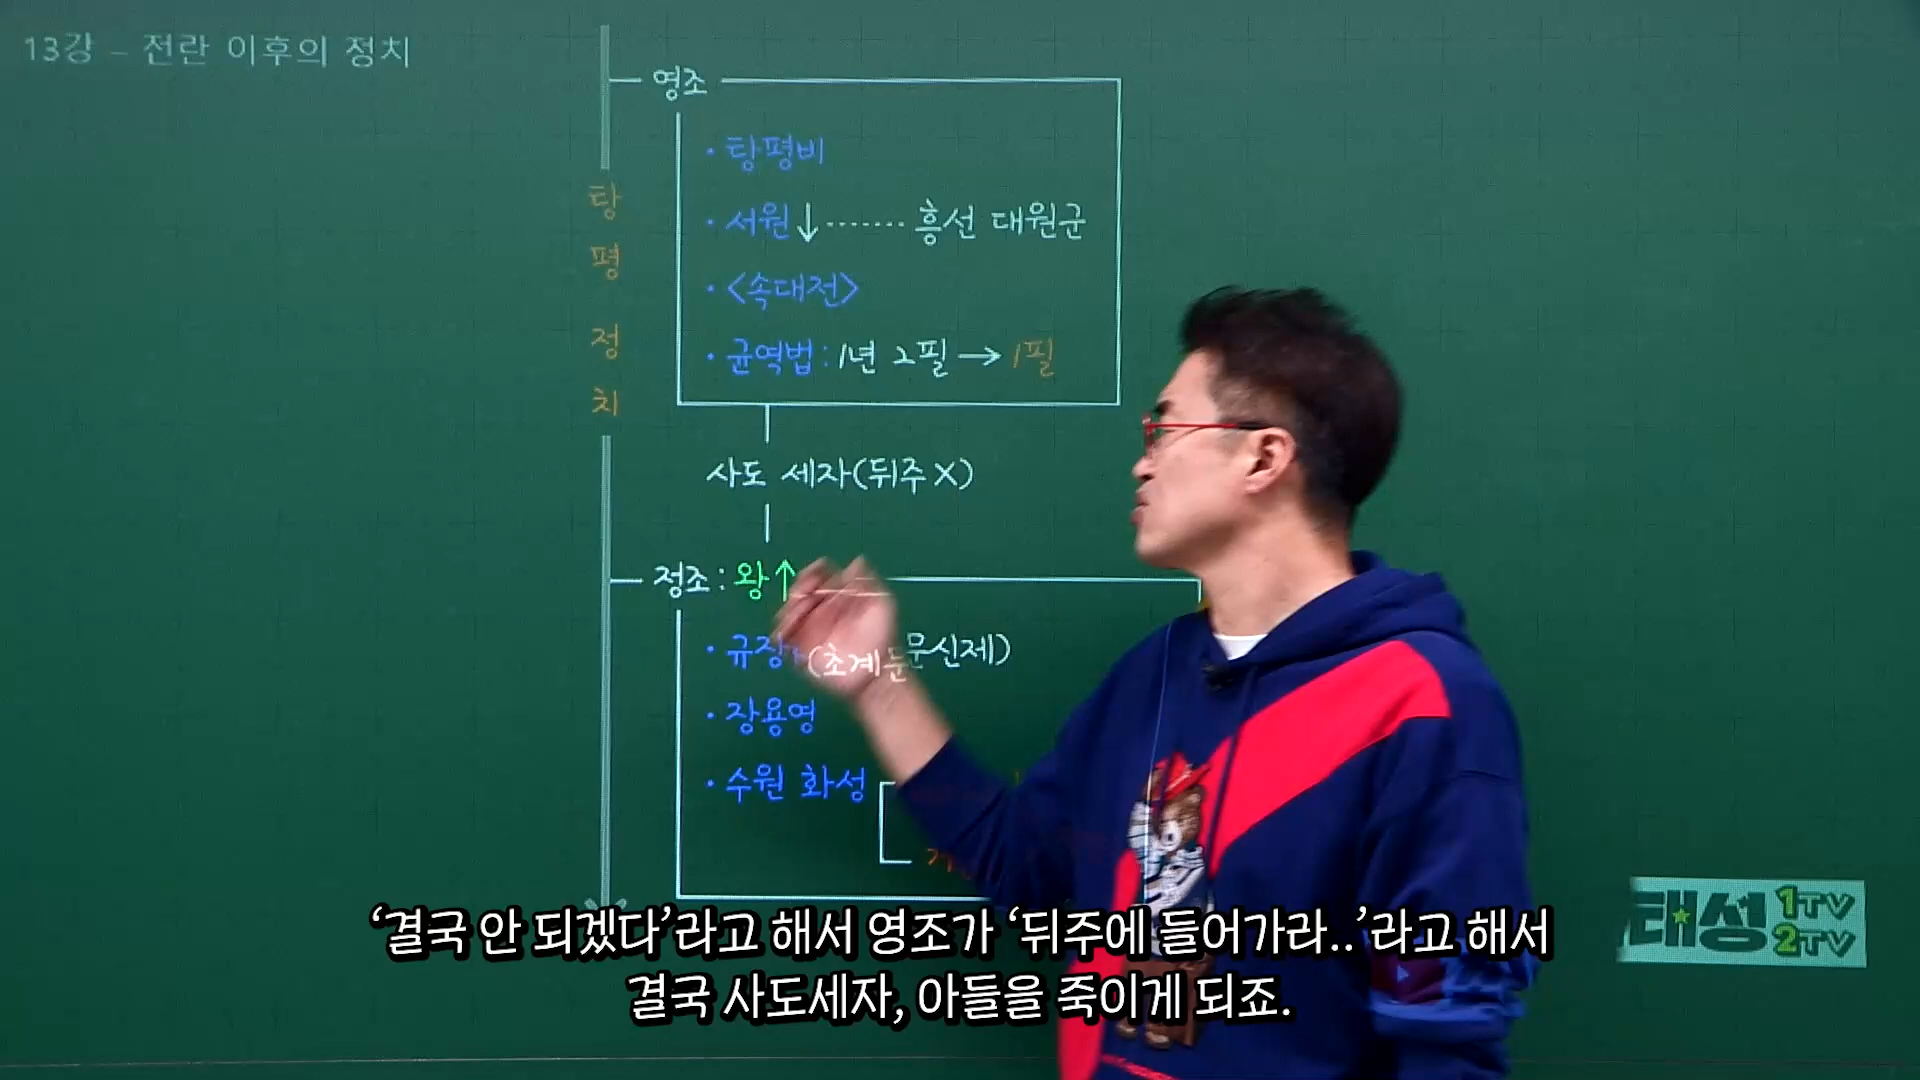 13강 – 전란 이후의 정치
탕평정치
영조
· 탕평비
· 서원↓········흥선 대원군
· <속대전>
· 균역법 : 1년 2필 → 1필
사도 세자(뒤주 X)
정조 : 왕↑
(초계문신제)
· 장용영
· 수원 화성
‘결국 안 되겠다’라고 해서 영조가 ‘뒤주에 들어가라..’라고 해서
결국 사도세자, 아들을 죽이게 되죠.
태성 1TV
2TV